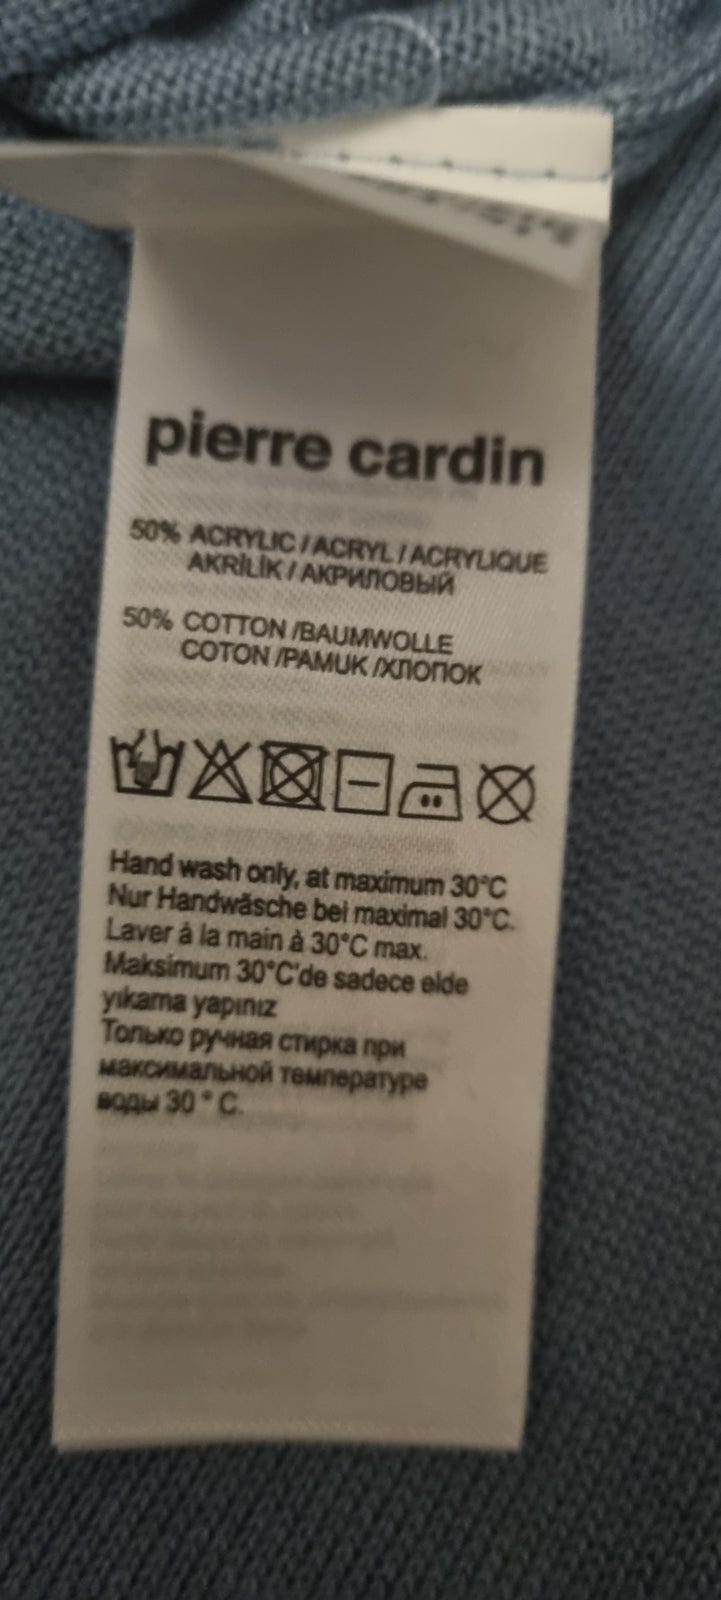 pierre cardin
50% ACRYLIC / ACRYL / ACRYLIQUE
AKRİLİK / АКРИЛОВЫЙ
50% COTTON /BAUMWOLLE
COTON /PAMUK /ХЛОПОК
Hand wash only, at maximum 30°C
Nur Handwäsche bei maximal 30°C.
Laver à la main à 30°C max.
Maksimum 30°C'de sadece elde
yıkama yapınız
Только ручная стирка при
максимальной температуре
воды 30 ° C.